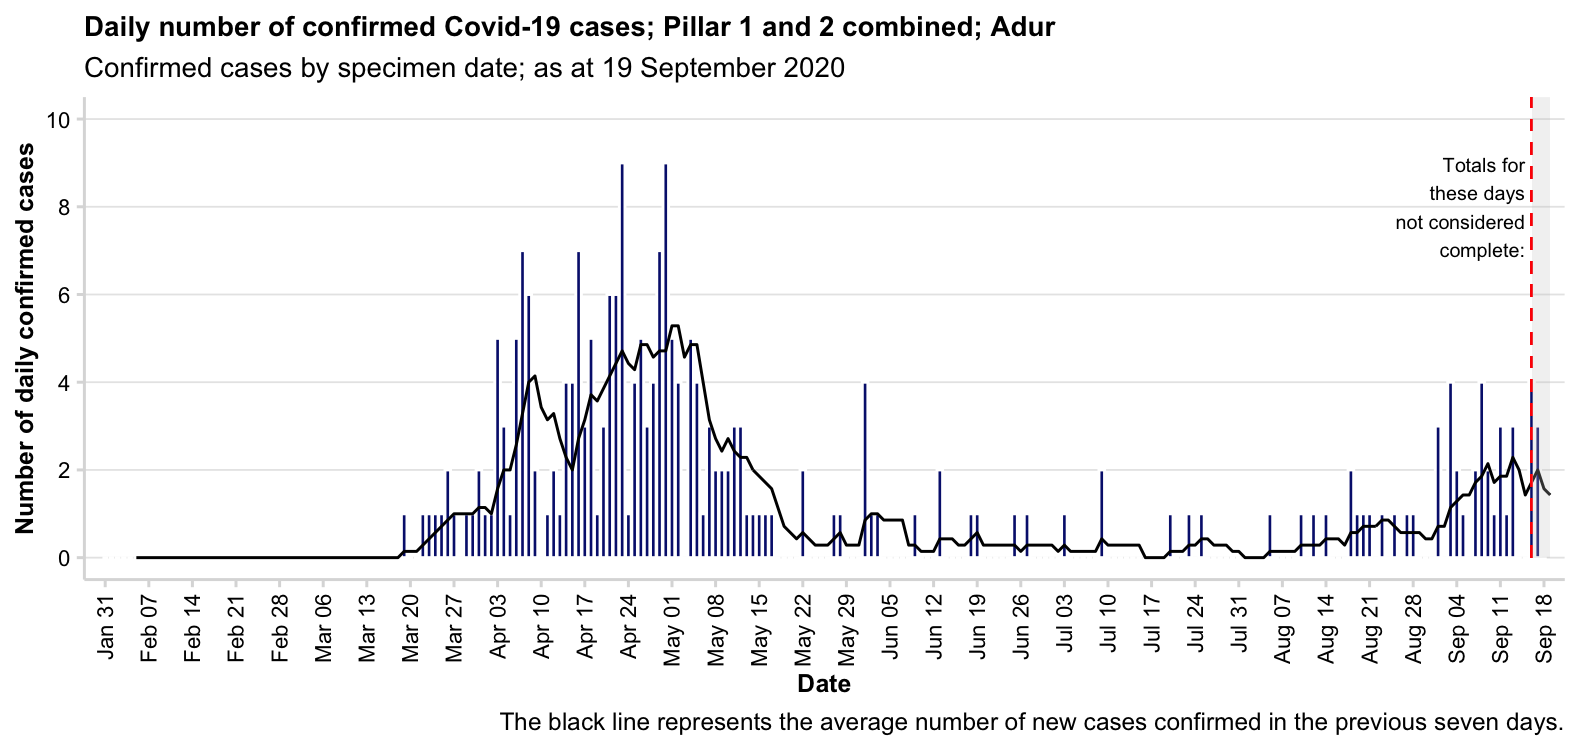 Daily number of confirmed Covid-19 cases; Pillar 1 and 2 combined; Adur
Confirmed cases by specimen date; as at 19 September 2020
Number of daily confirmed cases
10
8
6
4
2
0
Totals for
these days
not considered
complete:
Jan 31
Feb 07
Feb 14
Feb 21
Feb 28
Mar 06
Mar 13
Mar 20
Mar 27
Apr 03
Apr 10
Apr 17
Apr 24
May 01
May 08
May 15
May 22
May 29
Jun 05
Jun 12
Jun 19
Jun 26
Jul 03
Jul 10
Jul 17
Jul 24
Jul 31
Aug 07
Aug 14
Aug 21
Aug 28
Sep 04
Sep 11
Sep 18
Date
The black line represents the average number of new cases confirmed in the previous seven days.